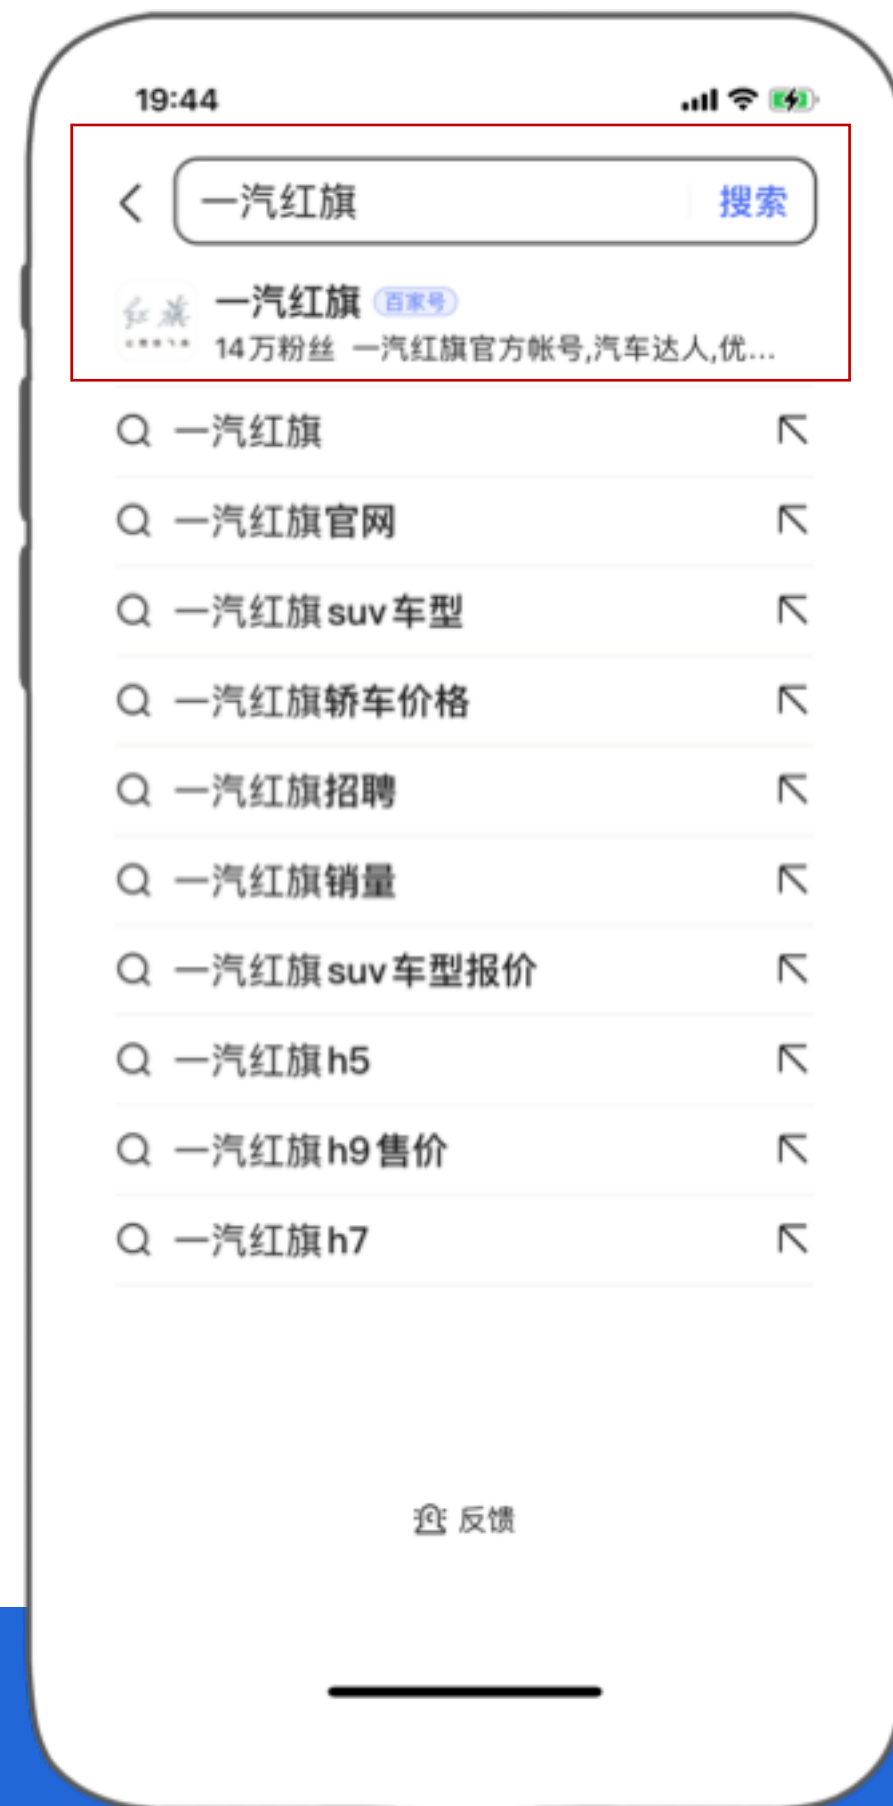 19:44
一汽红旗 搜索
红旗
一汽红旗 百家号
14万粉丝 一汽红旗官方帐号,汽车达人,优...
一汽红旗
一汽红旗官网
一汽红旗suv车型
一汽红旗轿车价格
一汽红旗招聘
一汽红旗销量
一汽红旗suv车型报价
一汽红旗h5
一汽红旗h9售价
一汽红旗h7
反馈